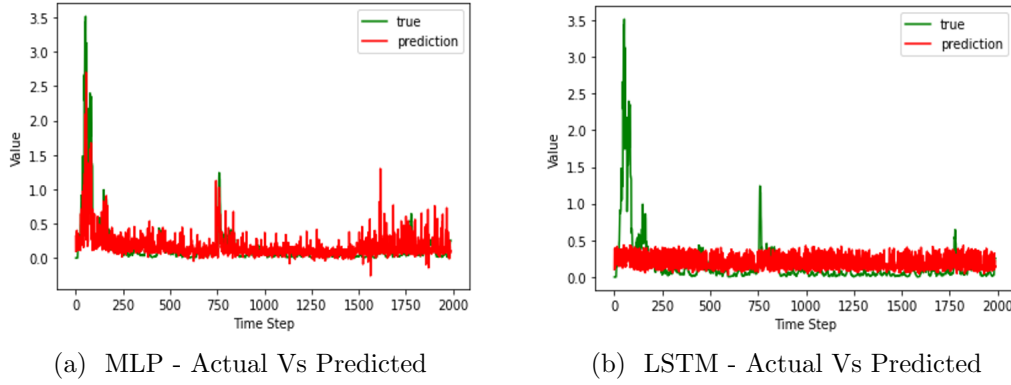 3.5
3.0
2.5
2.0
1.5
1.0
0.5
0.0
Value
true
prediction
0 250 500 750 1000 1250 1500 1750 2000
Time Step
(a) MLP - Actual Vs Predicted
3.5
3.0
2.5
2.0
1.5
1.0
0.5
0.0
Value
true
prediction
0 250 500 750 1000 1250 1500 1750 2000
Time Step
(b) LSTM - Actual Vs Predicted